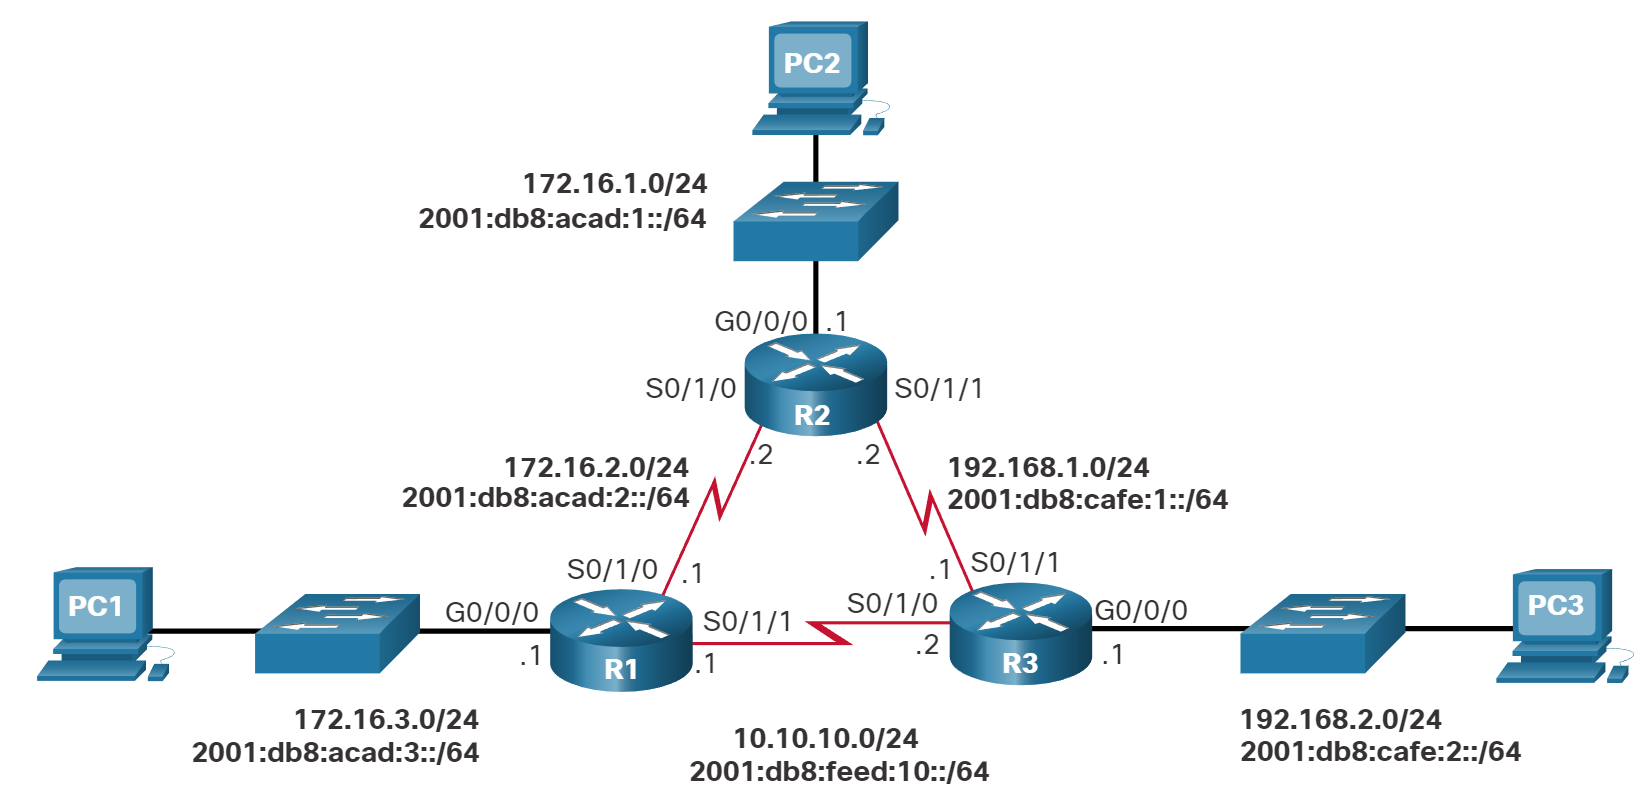 PC2
172.16.1.0/24
2001:db8:acad:1::/64
G0/0/0 .1
S0/1/0 S0/1/1
R2
.2 .2
172.16.2.0/24
2001:db8:acad:2::/64
192.168.1.0/24
2001:db8:cafe:1::/64
S0/1/0 .1
.1 S0/1/1
PC1
G0/0/0
.1
R1
S0/1/1
.1
S0/1/0
.2
R3
G0/0/0
.1
PC3
172.16.3.0/24
2001:db8:acad:3::/64
10.10.10.0/24
2001:db8:feed:10::/64
192.168.2.0/24
2001:db8:cafe:2::/64